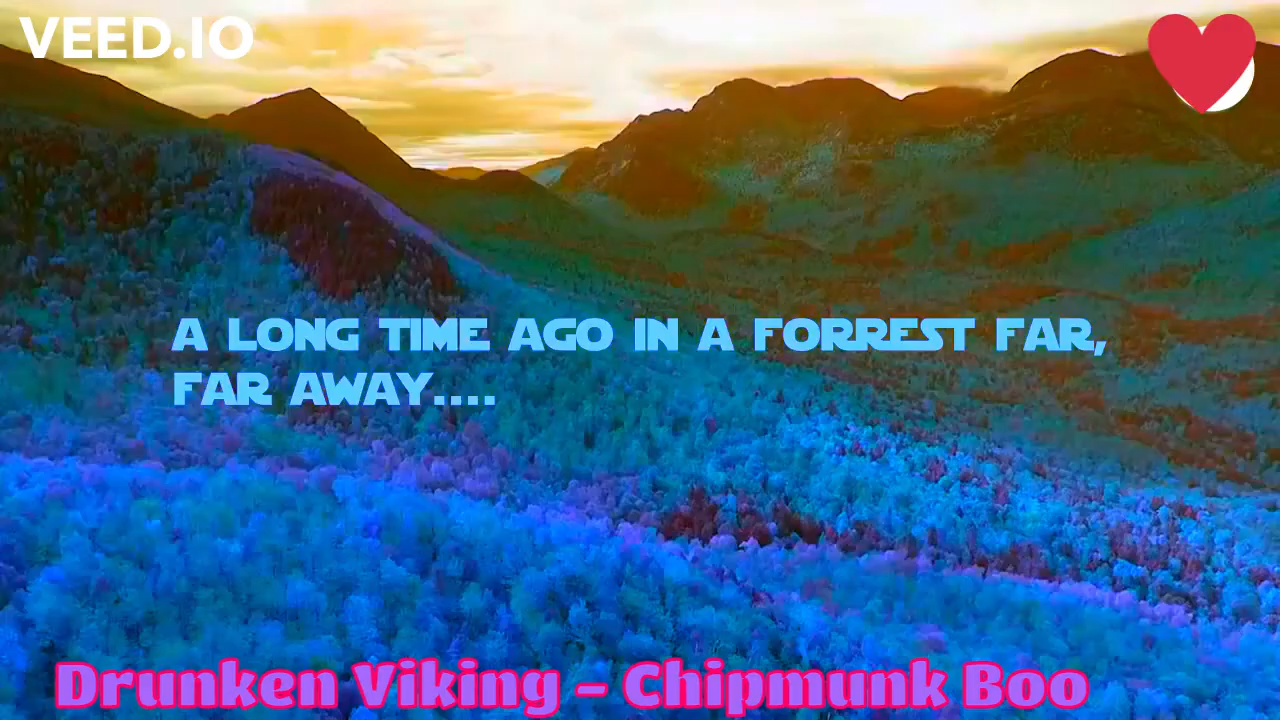 VEED.IO
A LONG TIME AGO IN A FORREST FAR,
FAR AWAY....
Drunken Viking - Chipmunk Boo